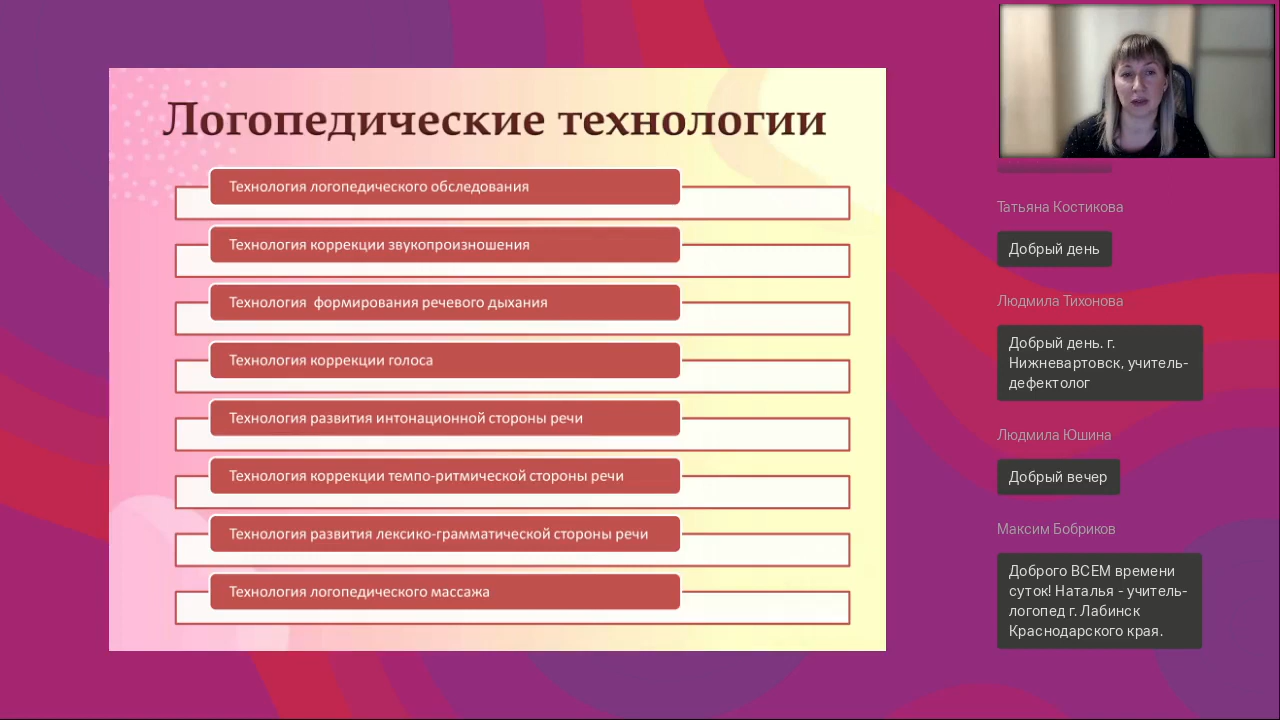 Логопедические технологии
Технология логопедического обследования
Технология коррекции звукопроизношения
Технология  формирования речевого дыхания
Технология коррекции голоса
Технология развития интонационной стороны речи
Технология коррекции темпо-ритмической стороны речи
Технология развития лексико-грамматической стороны речи
Технология логопедического массажа
Татьяна Костикова
Добрый день
Людмила Тихонова
Добрый день. г.
Нижневартовск, учитель-
дефектолог
Людмила Юшина
Добрый вечер
Максим Бобриков
Доброго ВСЕМ времени
суток! Наталья - учитель-
логопед г. Лабинск
Краснодарского края.